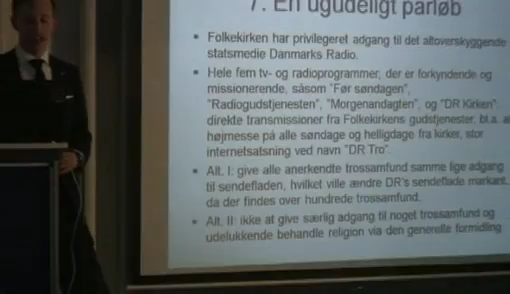 7. En ugudeligt parløb
Folkekirken har privilegeret adgang til det altoverskyggende
statsmedie Danmarks Radio.
Hele fem tv- og radioprogrammer, der er forkyndende og
missionerende, såsom "Før søndagen",
"Radiogudstjenesten", "Morgenandagten", og "DR Kirken",
direkte transmissioner fra Folkekirkens gudstjenester, bl.a. a
højmesse på alle søndage og helligdage fra kirker, stor
internetsatsning ved navn "DR Tro".
Alt. I: give alle anerkendte trossamfund samme lige adgang
til sendefladen, hvilket ville ændre DR's sendeflade markant,
da der findes over hundrede trossamfund.
Alt. II: ikke at give særlig adgang til noget trossamfund og
udelukkende behandle religion via den generelle formidling